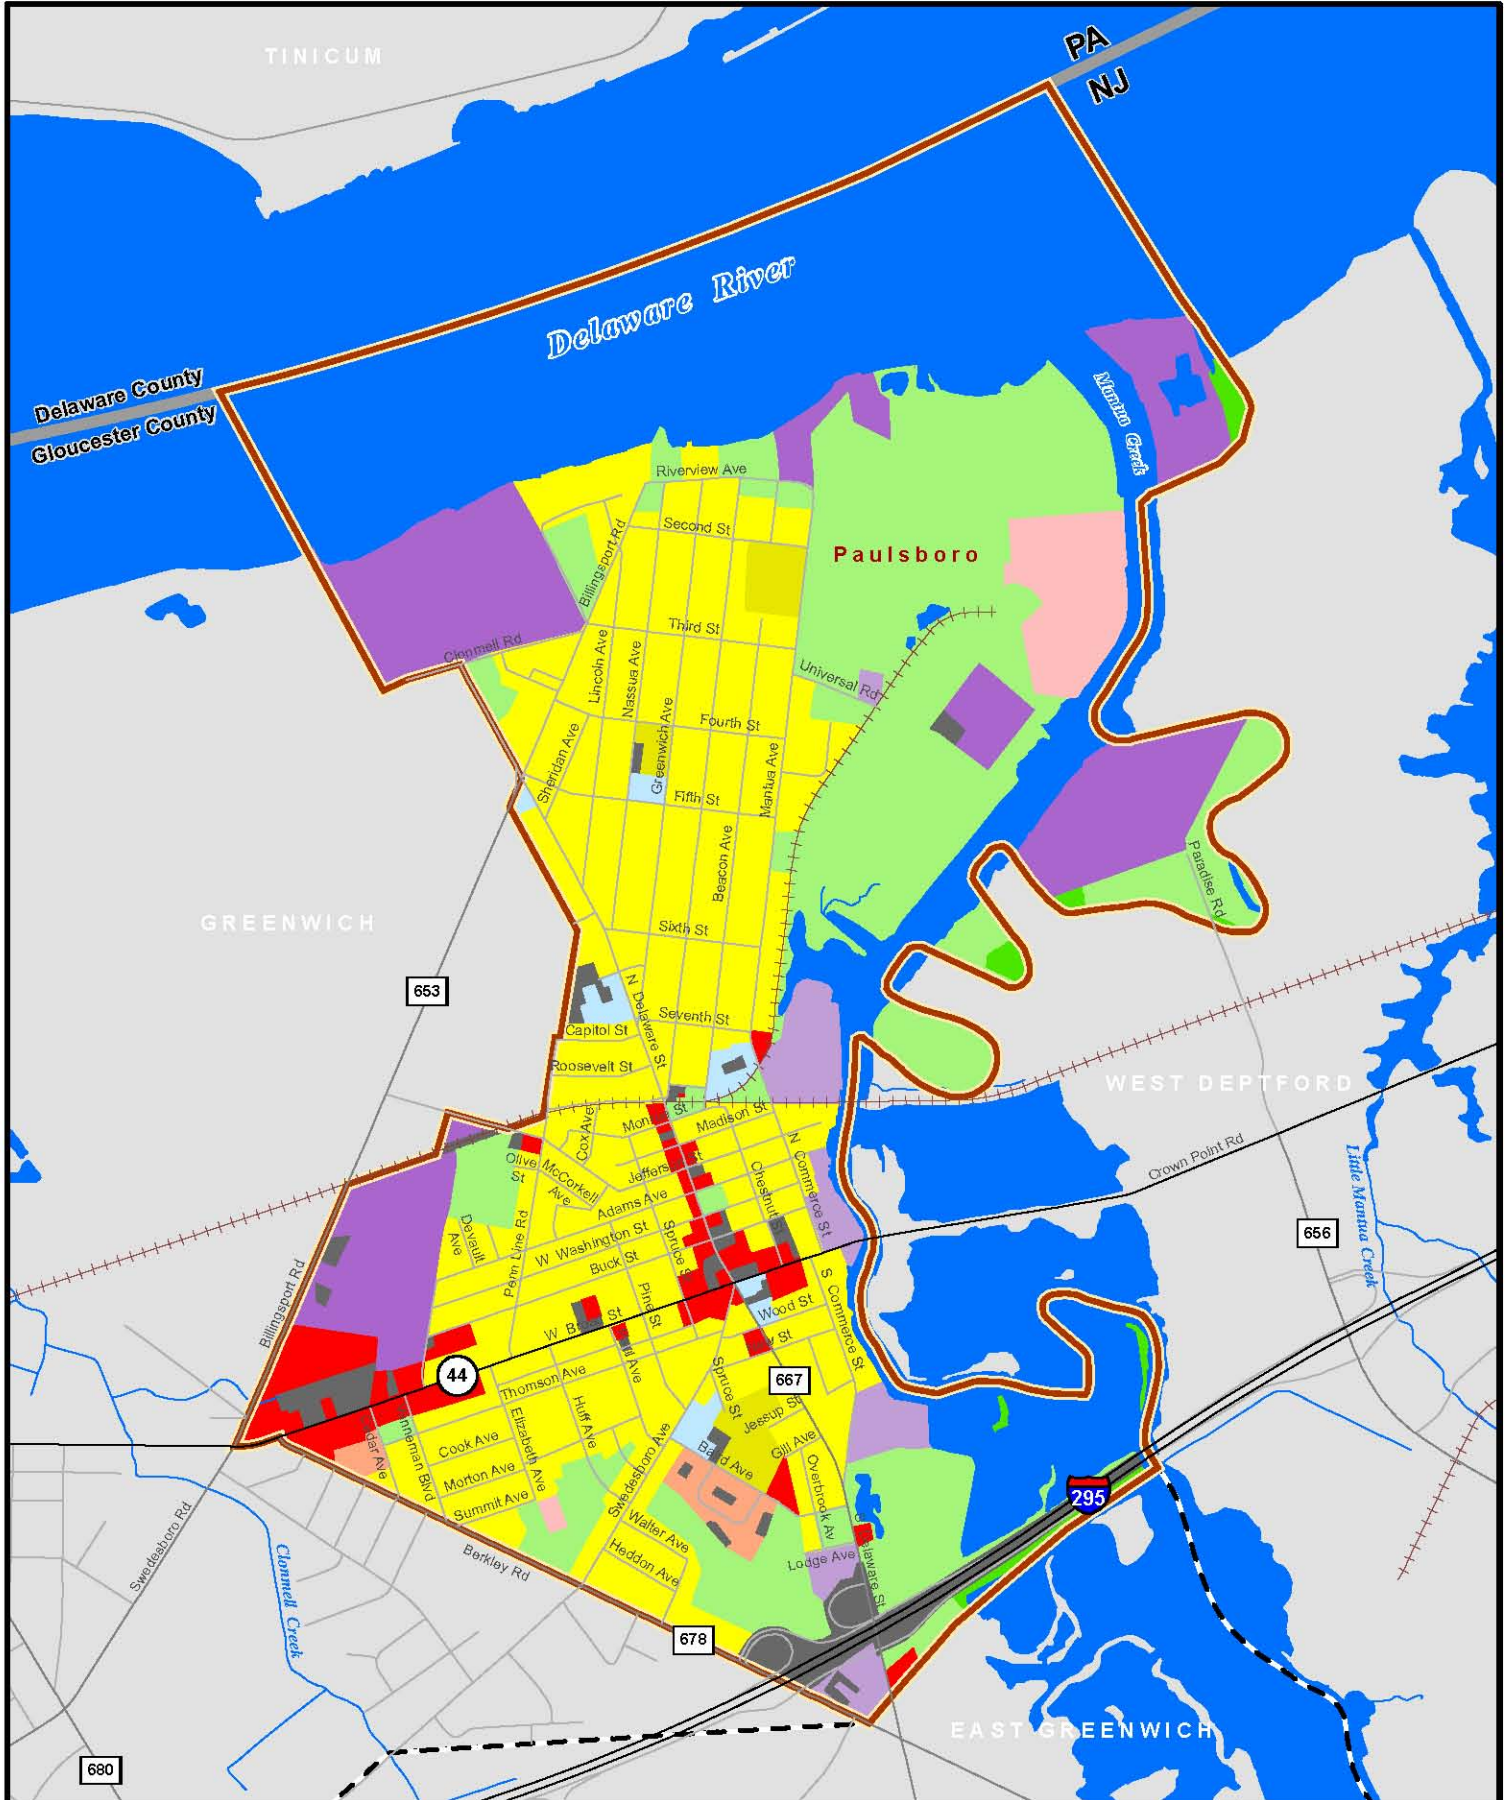 TINICUM
PA
NJ
Delaware River
Delaware County
Gloucester County
Mantua Creek
Riverview Ave
Second St
Billingsport Rd
Paulsboro
Third St
Clonmell Rd
Lincoln Ave
Nassua Ave
Universal Rd
Greenwich Ave
Fourth St
Sheridan Ave
Mantua Ave
Fifth St
Beacon Ave
Paradise Rd
GREENWICH
Sixth St
653
N Delaware St
Seventh St
Capitol St
Roosevelt St
WEST DEPTFORD
St
Madison St
Cox Ave
N Commerce St
Crown Point Rd
Olive St
McCorkell Ave
St
Chestnut St
Adams Ave
Little Mantua Creek
Devault Ave
Penn Line Rd
W Washington St
Spruce St
656
Buck St
Billingsport Rd
Pine St
S Commerce St
Wood St
W St
St
44
Ave
667
Thomson Ave
Spruce St
Huff Ave
Elizabeth Ave
Jessup St
Cook Ave
Gill Ave
Swedesboro Ave
Ave
Morton Ave
Overbrook Av
Summit Ave
295
Swedesboro Rd
Walter Ave
Clonmell Creek
Berkley Rd
Heddon Ave
Lodge Ave
678
EAST GREENWICH
680